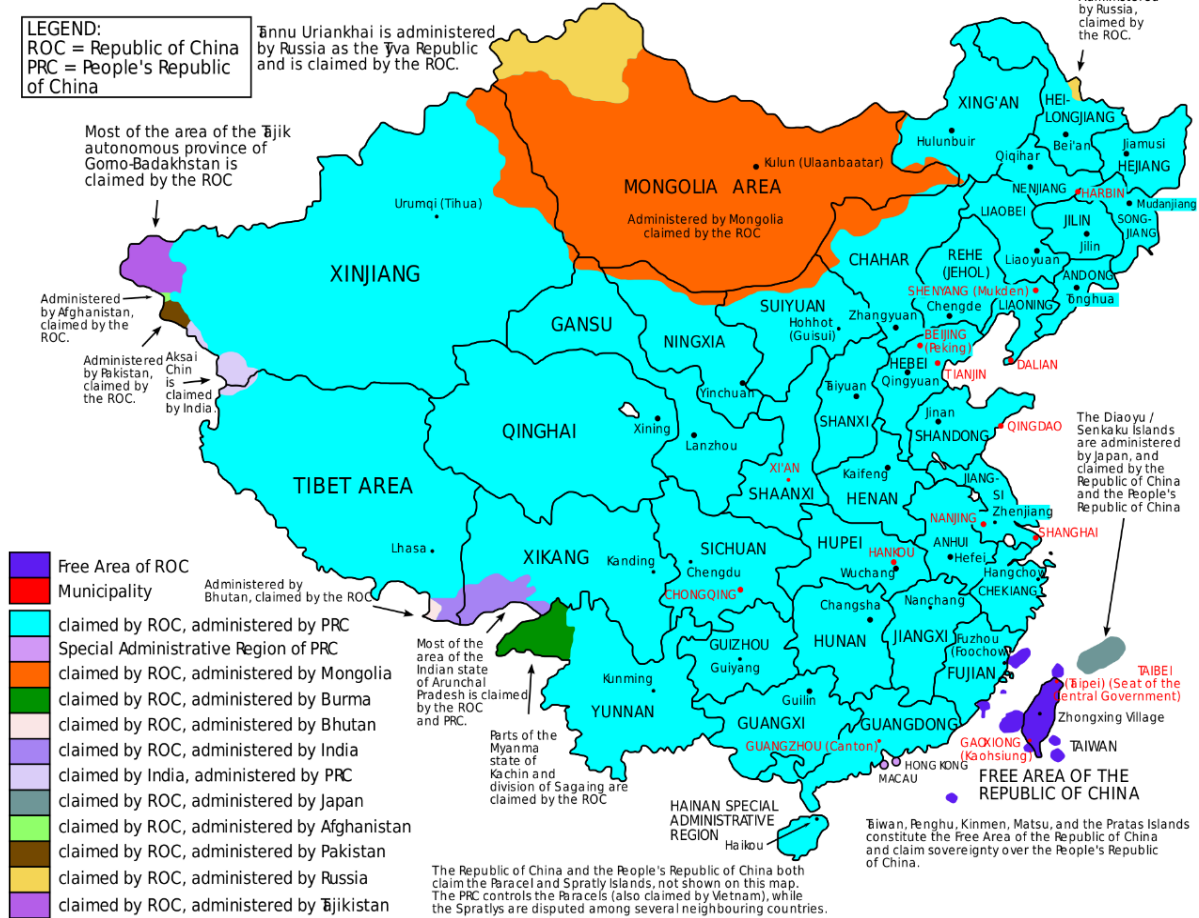 LEGEND:
ROC = Republic of China
PRC = People's Republic
of China
Tannu Uriankhai is administered
by Russia as the Tyva Republic
and is claimed by the ROC.
by Russia,
claimed by
the ROC.
Most of the area of the Tajik
autonomous province of
Gorno-Badakhstan is
claimed by the ROC
XING'AN
HEI-
LONGJIANG
Hulunbuir
Bei'an
Jiamusi
HEJIANG
Qiqihar
Kulun (Ulaanbaatar)
MONGOLIA AREA
Administered by Mongolia
claimed by the ROC
NENJIANG
HARBIN
Mudanjiang
Urumqi (Tihua)
LIAOBEI
JILIN
Jilin
SONG-
JIANG
XINJIANG
CHAHAR
REHE
(JEHOL)
Liaoyuan
ANDONG
Tonghua
SHENYANG (Mukden)
LIAONING
Chengde
Administered
by Afghanistan,
claimed by the
ROC.
Administered
by Pakistan,
claimed by
the ROC.
Aksai
Chin
is
claimed
by India.
GANSU
NINGXIA
SUIYUAN
Hohhot
(Guisui)
Zhangyuan
BEIJING
(Peking)
HEBEI
Qingyuan
TIANJIN
DALIAN
Yinchuan
Taiyuan
SHANXI
Jinan
SHANDONG
QINGDAO
QINGHAI
Xining
Lanzhou
XI'AN
SHAANXI
Kaifeng
HENAN
The Diaoyu /
Senkaku Islands
are administered
by Japan, and
claimed by the
Republic of China
and the People's
Republic of China
TIBET AREA
Lhasa
JIANG-
SI
Zhenjiang
NANJING
SHANGHAI
ANHUI
Hefei
Hangchow
CHEKIANG
XIKANG
Kanding
SICHUAN
Chengdu
CHONGQING
HUPEI
HANKOU
Wuchang
Administered by
Bhutan, claimed by the ROC
Most of the
area of the
Indian state
of Arunchal
Pradesh is claimed
by the ROC
and PRC.
Changsha
HUNAN
Nanchang
JIANGXI
Fuzhou
(Foochow)
FUJIAN
GUIZHOU
Guiyang
Kunming
YUNNAN
Guilin
GUANGXI
GUANGDONG
GUANGZHOU (Canton)
TAIBEI
(Taipei) (Seat of the
Central Government)
Zhongxing Village
GAOXIONG
(Kaohsiung)
TAIWAN
HONG KONG
MACAU
FREE AREA OF THE
REPUBLIC OF CHINA
Parts of the
Myanma
state of
Kachin and
division of Sagaing are
claimed by the ROC
HAINAN SPECIAL
ADMINISTRATIVE
REGION
Haikou
Taiwan, Penghu, Kinmen, Matsu, and the Pratas Islands
constitute the Free Area of the Republic of China
and claim sovereignty over the People's Republic
of China.
The Republic of China and the People's Republic of China both
claim the Paracel and Spratly Islands, not shown on this map.
The PRC controls the Paracels (also claimed by Vietnam), while
the Spratlys are disputed among several neighbouring countries.
Free Area of ROC
Municipality
claimed by ROC, administered by PRC
Special Administrative Region of PRC
claimed by ROC, administered by Mongolia
claimed by ROC, administered by Burma
claimed by ROC, administered by Bhutan
claimed by ROC, administered by India
claimed by India, administered by PRC
claimed by ROC, administered by Japan
claimed by ROC, administered by Afghanistan
claimed by ROC, administered by Pakistan
claimed by ROC, administered by Russia
claimed by ROC, administered by Tajikistan